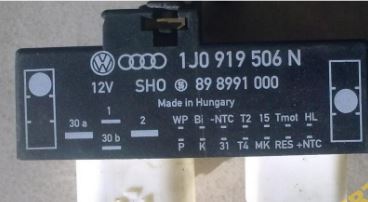 1J0 919 506 N
12V SHO 89 8991 000
Made in Hungary
30 a 1 2 WP Bi -NTC T2 15 Tmot HL
30 b P K 31 T4 MK RES +NTC